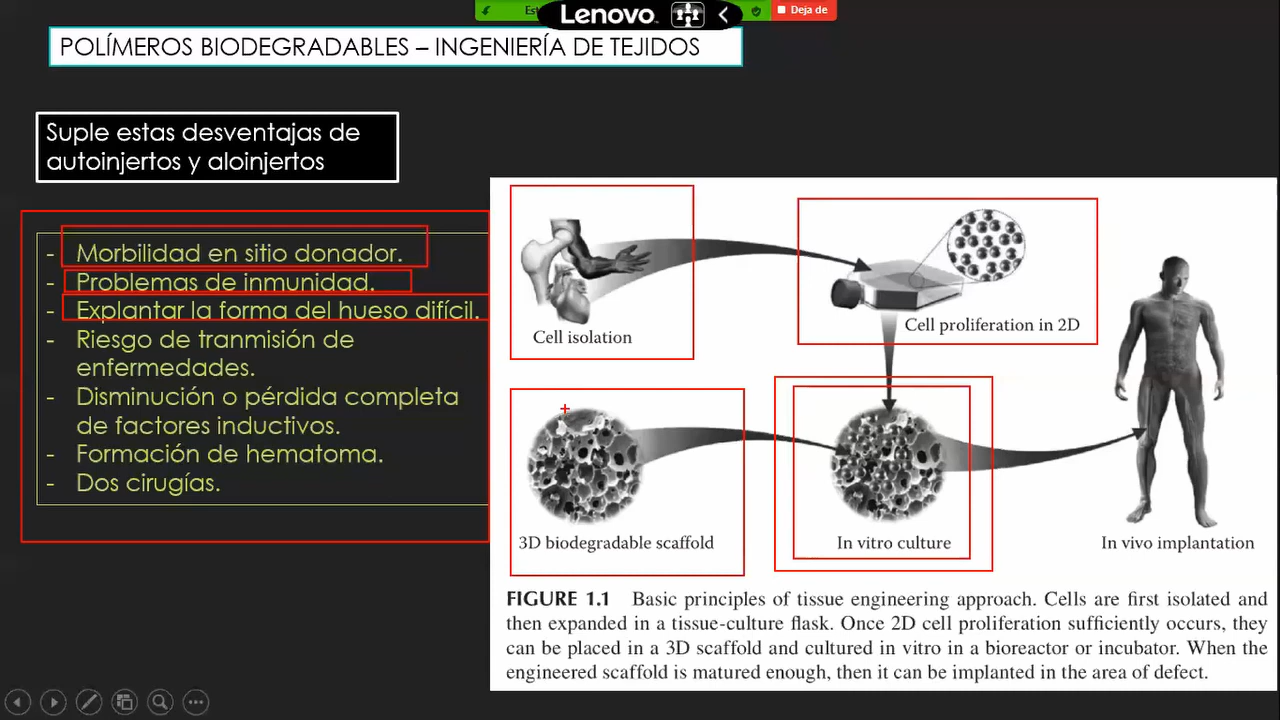 Est
Lenovo
Deja de
POLÍMEROS BIODEGRADABLES – INGENIERÍA DE TEJIDOS
Suple estas desventajas de
autoinjertos y aloinjertos
- Morbilidad en sitio donador.
- Problemas de inmunidad.
- Explantar la forma del hueso difícil.
- Riesgo de tranmisión de
enfermedades.
- Disminución o pérdida completa
de factores inductivos.
- Formación de hematoma.
- Dos cirugías.
Cell isolation
Cell proliferation in 2D
3D biodegradable scaffold
In vitro culture
In vivo implantation
FIGURE 1.1 Basic principles of tissue engineering approach. Cells are first isolated and
then expanded in a tissue-culture flask. Once 2D cell proliferation sufficiently occurs, they
can be placed in a 3D scaffold and cultured in vitro in a bioreactor or incubator. When the
engineered scaffold is matured enough, then it can be implanted in the area of defect.